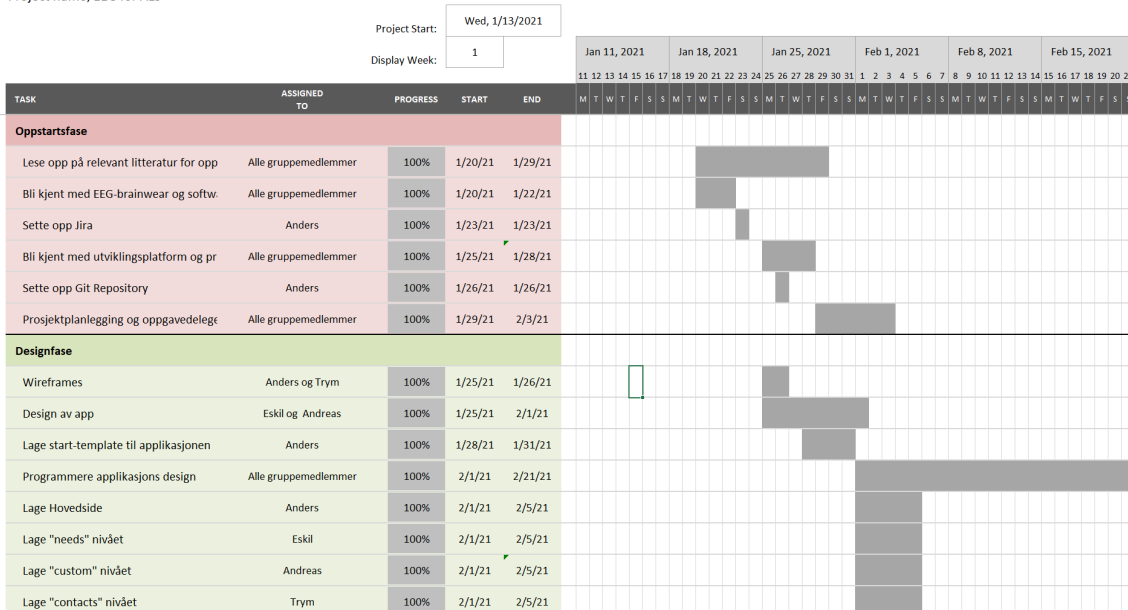 Project Start: Wed, 1/13/2021
Display Week: 1
Jan 11, 2021 Jan 18, 2021 Jan 25, 2021 Feb 1, 2021 Feb 8, 2021 Feb 15, 2021
11 12 13 14 15 16 17 18 19 20 21 22 23 24 25 26 27 28 29 30 31 1 2 3 4 5 6 7 8 9 10 11 12 13 14 15 16 17 18 19 20
TASK ASSIGNED TO PROGRESS START END M T W T F S S M T W T F S S M T W T F S S M T W T F S S M T W T F S S M T W T F S
Oppstartsfase
Lese opp på relevant litteratur for opp Alle gruppemedlemmer 100% 1/20/21 1/29/21
Bli kjent med EEG-brainwear og softw Alle gruppemedlemmer 100% 1/20/21 1/22/21
Sette opp Jira Anders 100% 1/23/21 1/23/21
Bli kjent med utviklingsplatform og pr Alle gruppemedlemmer 100% 1/25/21 1/28/21
Sette opp Git Repository Anders 100% 1/26/21 1/26/21
Prosjektplanlegging og oppgavedelege Alle gruppemedlemmer 100% 1/29/21 2/3/21
Designfase
Wireframes Anders og Trym 100% 1/25/21 1/26/21
Design av app Eskil og Andreas 100% 1/25/21 2/1/21
Lage start-template til applikasjonen Anders 100% 1/28/21 1/31/21
Programmere applikasjons design Alle gruppemedlemmer 100% 2/1/21 2/21/21
Lage Hovedside Anders 100% 2/1/21 2/5/21
Lage "needs" nivået Eskil 100% 2/1/21 2/5/21
Lage "custom" nivået Andreas 100% 2/1/21 2/5/21
Lage "contacts" nivået Trym 100% 2/1/21 2/5/21